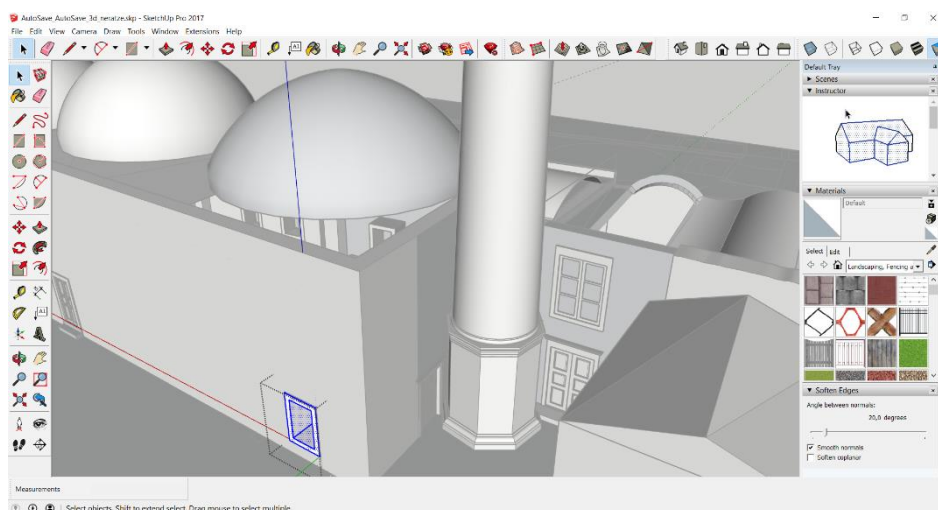 AutoSave_AutoSave_3d_neratze.skp - SketchUp Pro 2017
File Edit View Camera Draw Tools Window Extensions Help
Default Tray
Scenes
Instructor
Materials
Default
Select Edit
Landscaping, Fencing a
Soften Edges
Angle between normals:
20,0 degrees
Smooth normals
Soften coplanar
Measurements
Select objects. Shift to extend select. Drag mouse to select multiple.